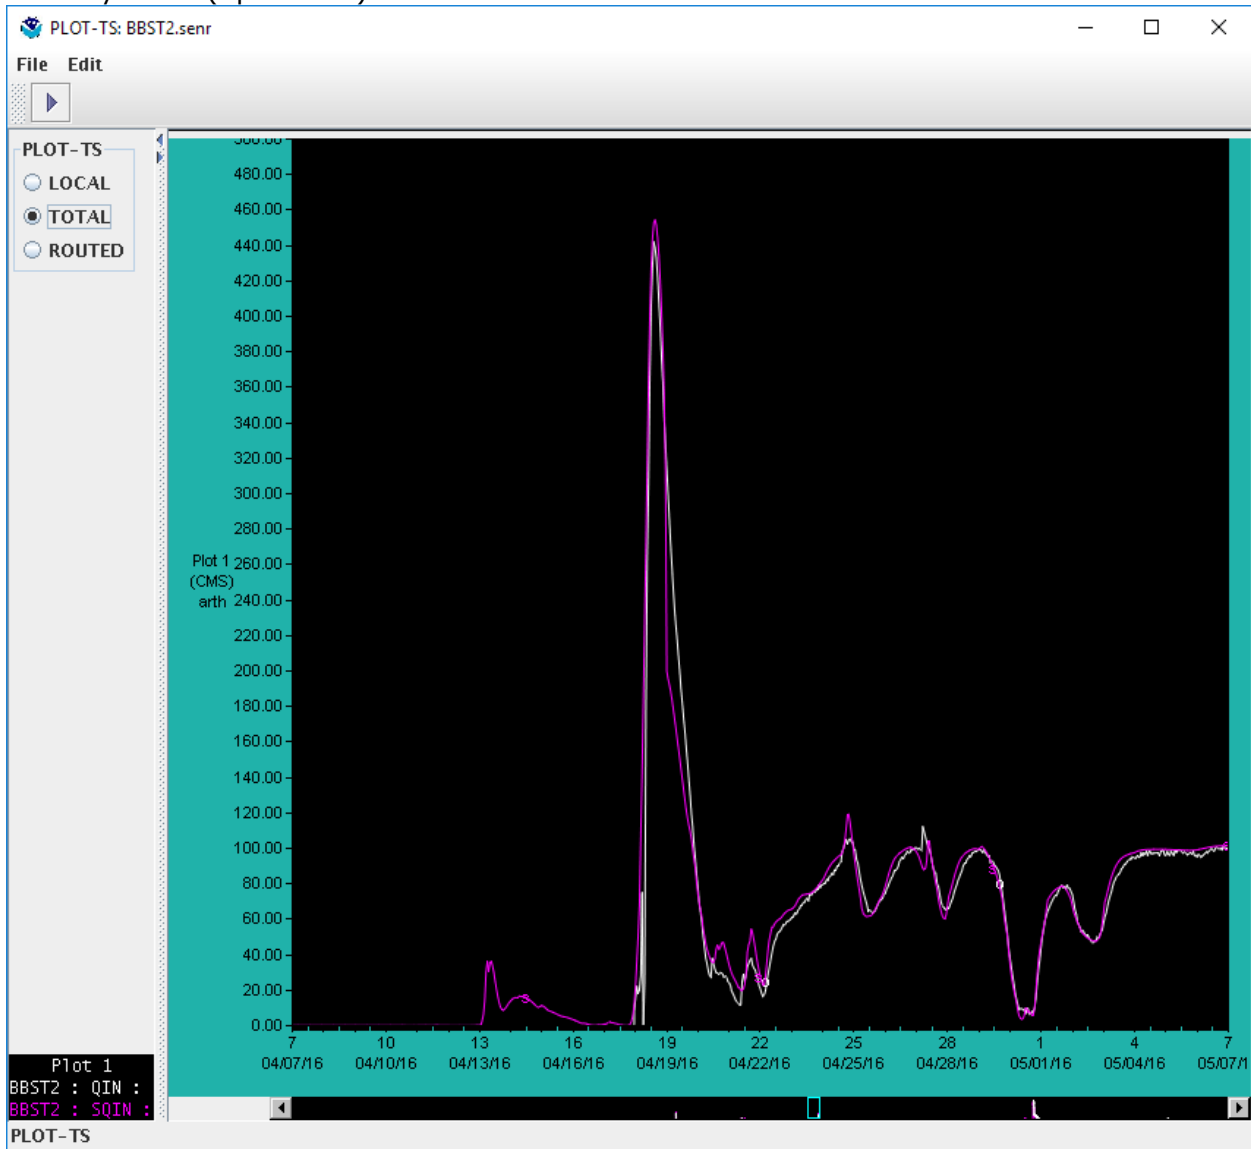 PLOT-TS: BBST2.senr
File Edit
PLOT-TS
LOCAL
TOTAL
ROUTED
480.00
460.00
440.00
420.00
400.00
380.00
360.00
340.00
320.00
300.00
280.00
Plot 1 260.00
(CMS)
arth 240.00
220.00
200.00
180.00
160.00
140.00
120.00
100.00
80.00
60.00
40.00
20.00
0.00
7 10 13 16 19 22 25 28 1 4 7
04/07/16 04/10/16 04/13/16 04/16/16 04/19/16 04/22/16 04/25/16 04/28/16 05/01/16 05/04/16 05/07/1
Plot 1
BBST2 : QIN :
BBST2 : SQIN :
PLOT-TS